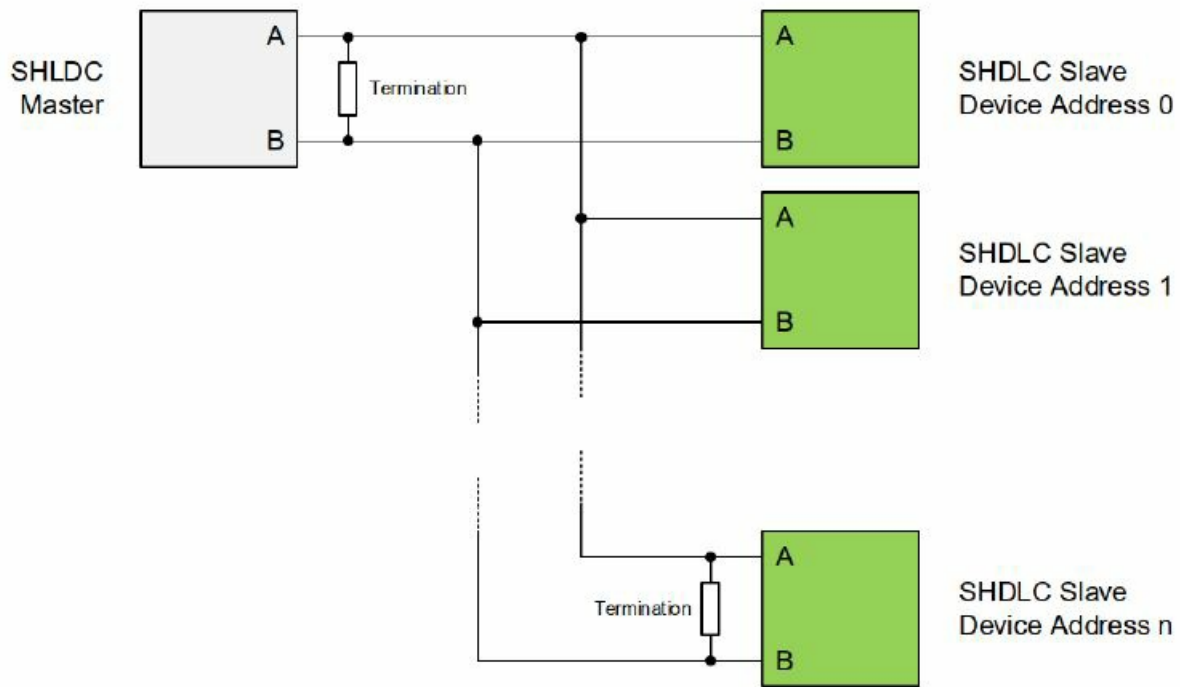 SHLDC
Master
A
B
Termination
A
B
SHDLC Slave
Device Address 0
A
B
SHDLC Slave
Device Address 1
Termination
A
B
SHDLC Slave
Device Address n